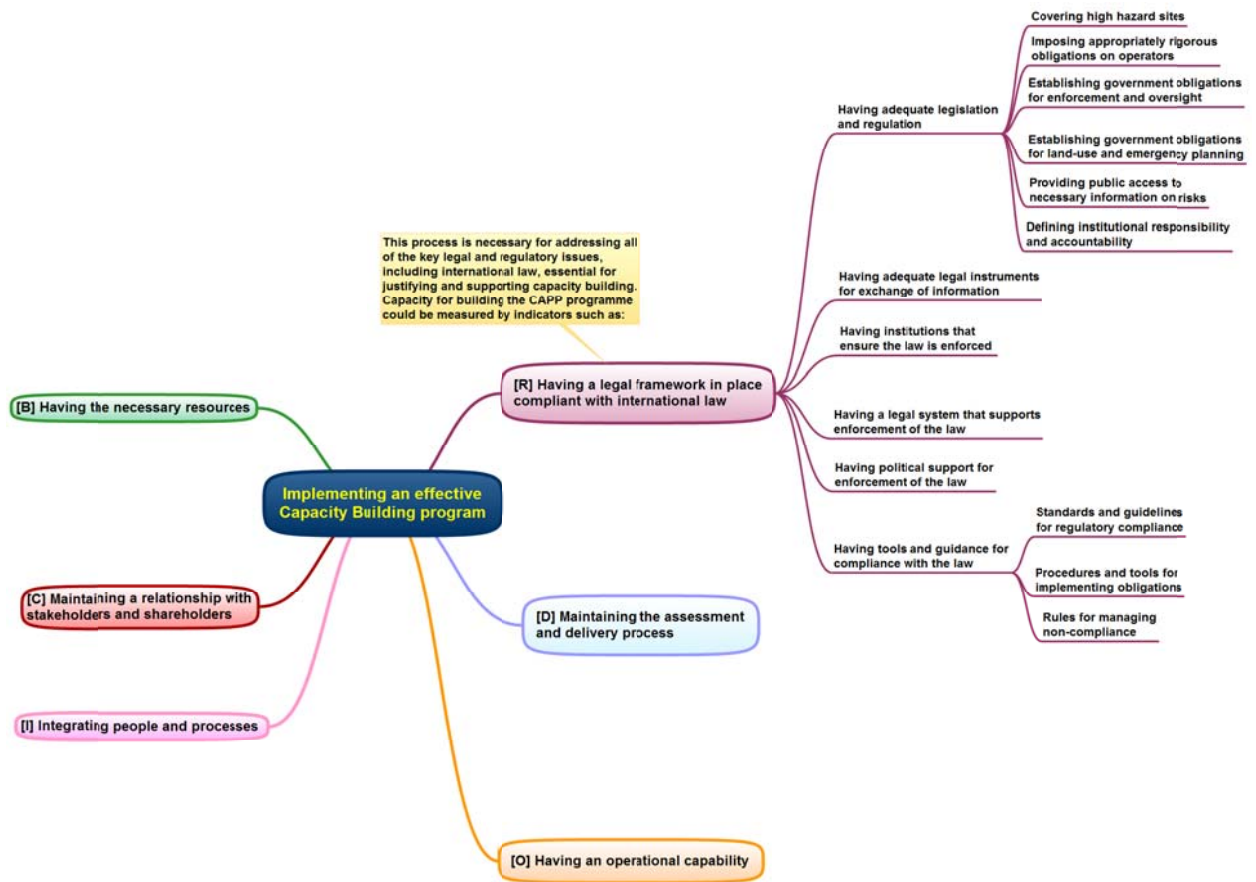 Covering high hazard sites
Imposing appropriately rigorous
obligations on operators
Establishing government obligations
for enforcement and oversight
Having adequate legislation
and regulation
Establishing government obligations
for land-use and emergency planning
Providing public access to
necessary information on risks
Defining institutional responsibility
and accountability
This process is necessary for addressing all
of the key legal and regulatory issues,
including international law, essential for
justifying and supporting capacity building.
Capacity for building the CAPP programme
could be measured by indicators such as:
Having adequate legal instruments
for exchange of information
Having institutions that
ensure the law is enforced
[R] Having a legal framework in place
compliant with international law
[B] Having the necessary resources
Having a legal system that supports
enforcement of the law
Having political support for
enforcement of the law
Implementing an effective
Capacity Building program
Having tools and guidance for
compliance with the law
Standards and guidelines
for regulatory compliance
Procedures and tools for
implementing obligations
Rules for managing
non-compliance
[C] Maintaining a relationship with
stakeholders and shareholders
[D] Maintaining the assessment
and delivery process
[I] Integrating people and processes
[O] Having an operational capability